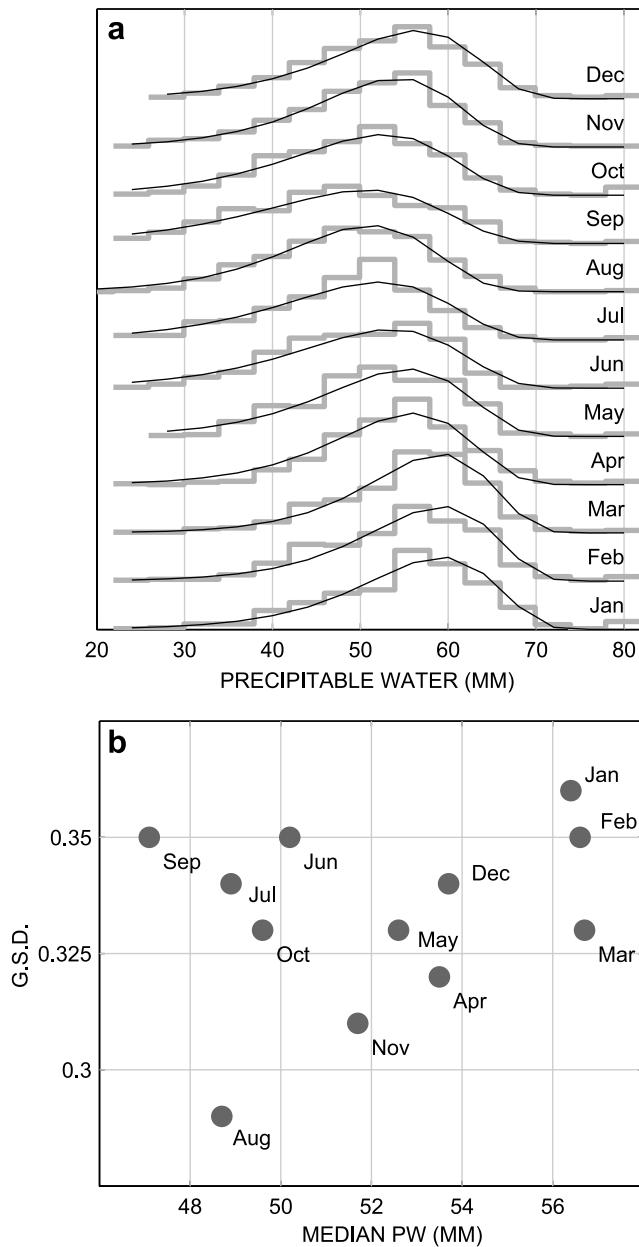 a
Dec
Nov
Oct
Sep
Aug
Jul
Jun
May
Apr
Mar
Feb
Jan
20 30 40 50 60 70 80
PRECIPITABLE WATER (MM)
b
Jan
Feb
0.35
Sep
Jun
Jul
Dec
Oct
May
Mar
0.325
G.S.D.
Apr
Nov
0.3
Aug
48 50 52 54 56
MEDIAN PW (MM)